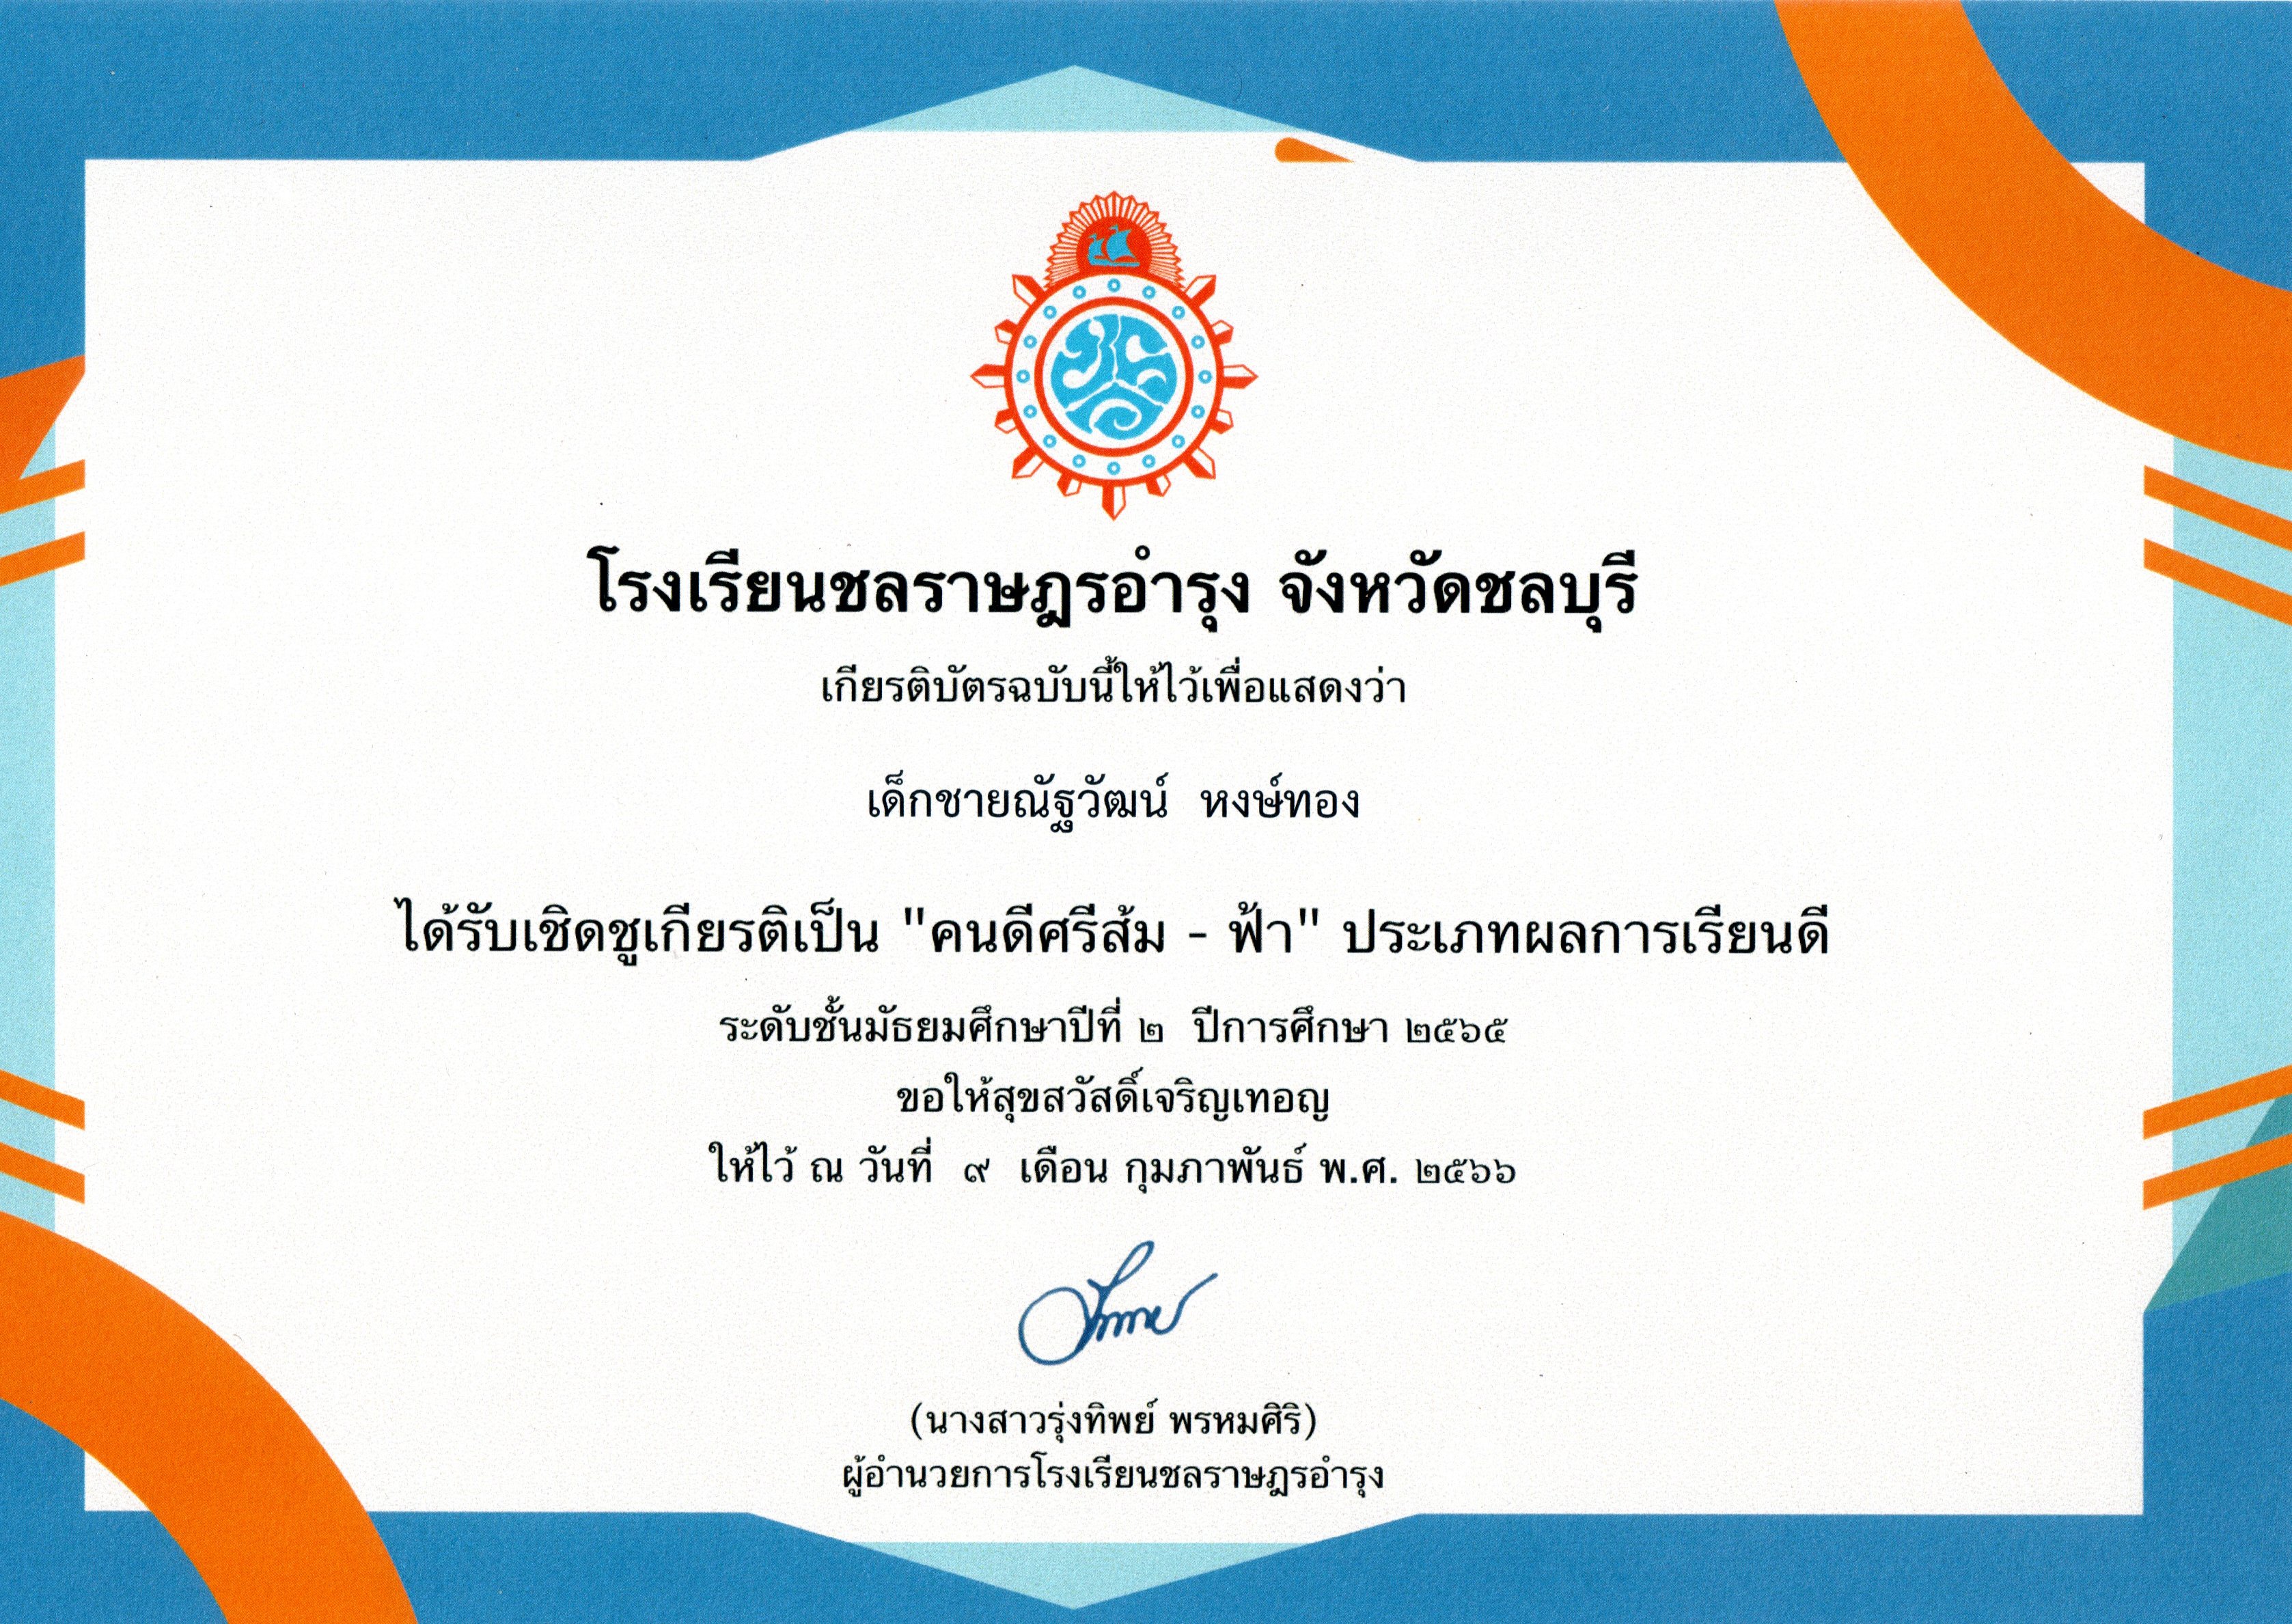 โรงเรียนชลราษฎรอำรุง จังหวัดชลบุรี
เกียรติบัตรฉบับนี้ให้ไว้เพื่อแสดงว่า
เด็กชายณัฐวัฒน์ หงษ์ทอง
ได้รับเชิดชูเกียรติเป็น "คนดีศรีส้ม - ฟ้า" ประเภทผลการเรียนดี
ระดับชั้นมัธยมศึกษาปีที่ ๒ ปีการศึกษา ๒๕๖๕
ขอให้สุขสวัสดิ์เจริญเทอญ
ให้ไว้ ณ วันที่ ๙ เดือน กุมภาพันธ์ พ.ศ. ๒๕๖๖
(นางสาวรุ่งทิพย์ พรหมศิริ)
ผู้อำนวยการโรงเรียนชลราษฎรอำรุง